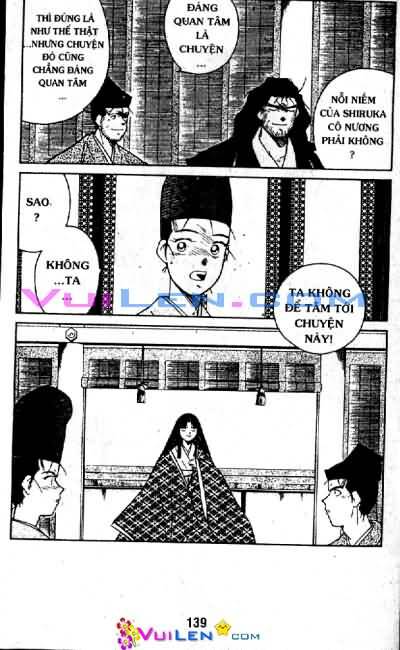 THÌ ĐÚNG LÀ
NHƯ THẾ THẬT
...NHƯNG CHUYỆN
ĐÓ CŨNG
CHẲNG ĐÁNG
QUAN TÂM
...
ĐÁNG
QUAN TÂM
LÀ
CHUYỆN
...
NỖI NIỀM
CỦA SHIRUKA
CÔ NƯƠNG
PHẢI KHÔNG
?
SAO
?
KHÔNG
...TA
...
TA KHÔNG
ĐỂ TÂM TỚI
CHUYỆN
NÀY!
VUILEN.COM
139
VUILEN.COM